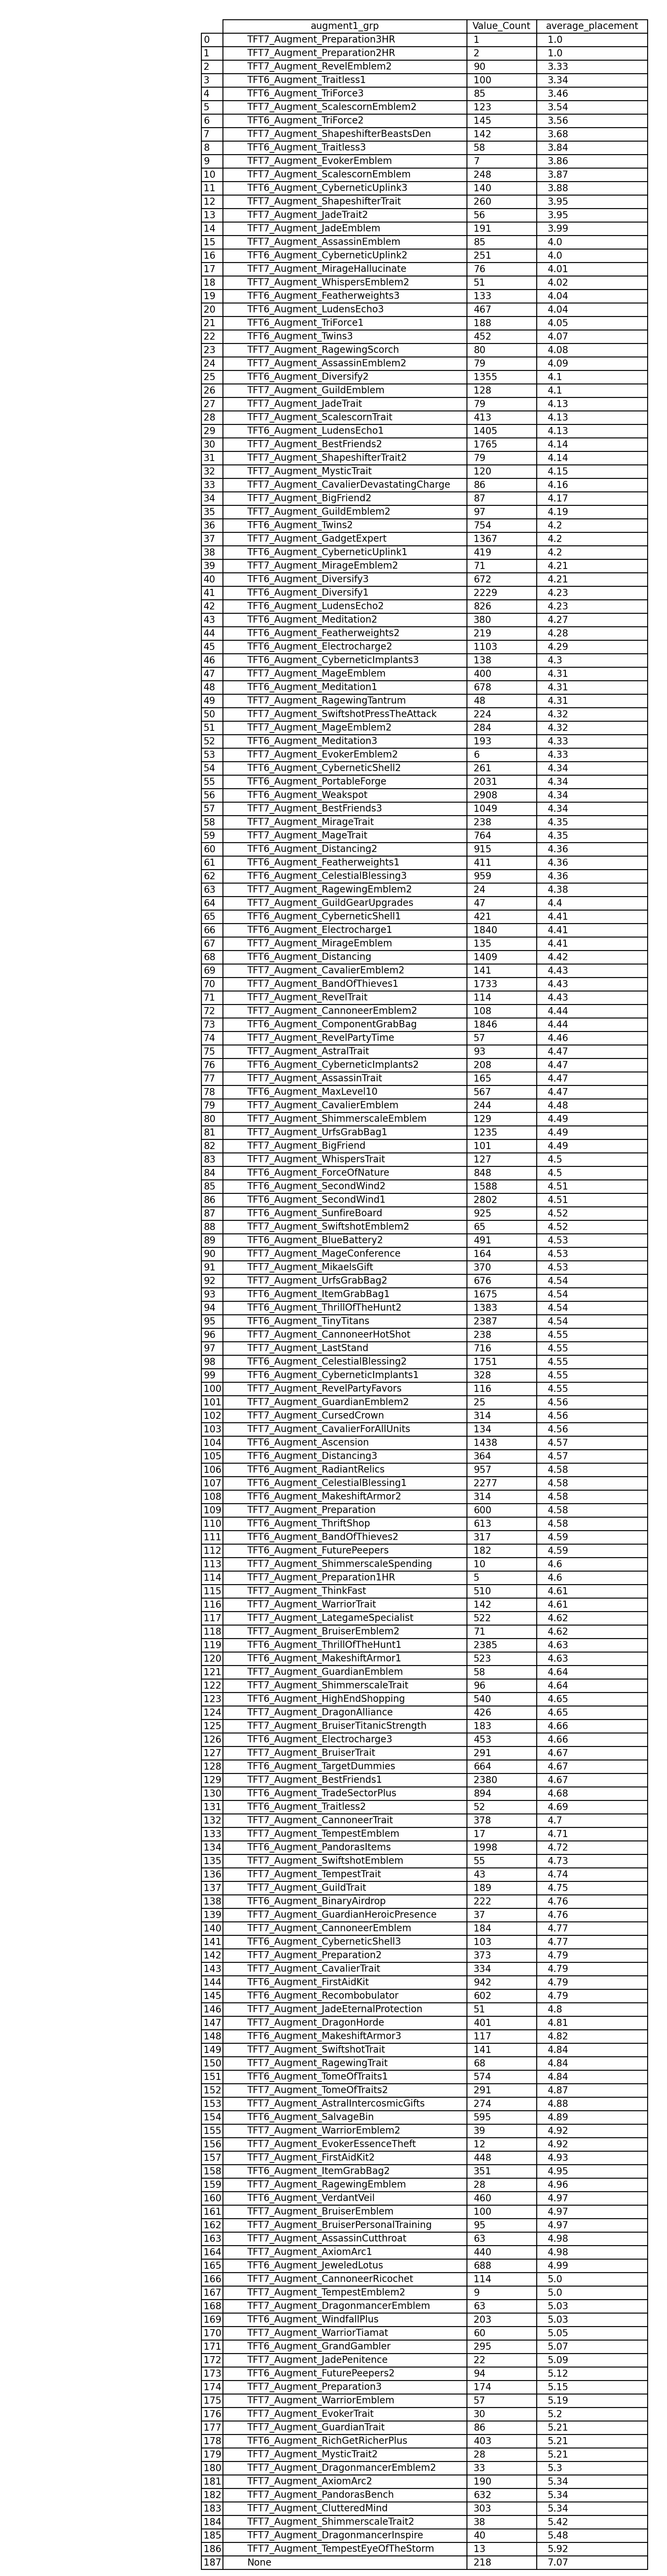 augment1_grp Value_Count average_placement
0 TFT7_Augment_Preparation3HR 1 1.0
1 TFT7_Augment_Preparation2HR 2 1.0
2 TFT7_Augment_RevelEmblem2 90 3.33
3 TFT6_Augment_Traitless1 100 3.34
4 TFT6_Augment_TriForce3 85 3.46
5 TFT7_Augment_ScalescornEmblem2 123 3.54
6 TFT6_Augment_TriForce2 145 3.56
7 TFT7_Augment_ShapeshifterBeastsDen 142 3.68
8 TFT6_Augment_Traitless3 58 3.84
9 TFT7_Augment_EvokerEmblem 7 3.86
10 TFT7_Augment_ScalescornEmblem 248 3.87
11 TFT6_Augment_CyberneticUplink3 140 3.88
12 TFT7_Augment_ShapeshifterTrait 260 3.95
13 TFT7_Augment_JadeTrait2 56 3.95
14 TFT7_Augment_JadeEmblem 191 3.99
15 TFT7_Augment_AssassinEmblem 85 4.0
16 TFT6_Augment_CyberneticUplink2 251 4.0
17 TFT7_Augment_MirageHallucinate 76 4.01
18 TFT7_Augment_WhispersEmblem2 51 4.02
19 TFT6_Augment_Featherweights3 133 4.04
20 TFT6_Augment_LudensEcho3 467 4.04
21 TFT6_Augment_TriForce1 188 4.05
22 TFT6_Augment_Twins3 452 4.07
23 TFT7_Augment_RagewingScorch 80 4.08
24 TFT7_Augment_AssassinEmblem2 79 4.09
25 TFT6_Augment_Diversify2 1355 4.1
26 TFT7_Augment_GuildEmblem 128 4.1
27 TFT7_Augment_JadeTrait 79 4.13
28 TFT7_Augment_ScalescornTrait 413 4.13
29 TFT6_Augment_LudensEcho1 1405 4.13
30 TFT7_Augment_BestFriends2 1765 4.14
31 TFT7_Augment_ShapeshifterTrait2 79 4.14
32 TFT7_Augment_MysticTrait 120 4.15
33 TFT7_Augment_CavalierDevastatingCharge 86 4.16
34 TFT7_Augment_BigFriend2 87 4.17
35 TFT7_Augment_GuildEmblem2 97 4.19
36 TFT6_Augment_Twins2 754 4.2
37 TFT7_Augment_GadgetExpert 1367 4.2
38 TFT6_Augment_CyberneticUplink1 419 4.2
39 TFT7_Augment_MirageEmblem2 71 4.21
40 TFT6_Augment_Diversify3 672 4.21
41 TFT6_Augment_Diversify1 2229 4.23
42 TFT6_Augment_LudensEcho2 826 4.23
43 TFT6_Augment_Meditation2 380 4.27
44 TFT6_Augment_Featherweights2 219 4.28
45 TFT6_Augment_Electrocharge2 1103 4.29
46 TFT6_Augment_CyberneticImplants3 138 4.3
47 TFT7_Augment_MageEmblem 400 4.31
48 TFT6_Augment_Meditation1 678 4.31
49 TFT7_Augment_RagewingTantrum 48 4.31
50 TFT7_Augment_SwiftshotPressTheAttack 224 4.32
51 TFT7_Augment_MageEmblem2 284 4.32
52 TFT6_Augment_Meditation3 193 4.33
53 TFT7_Augment_EvokerEmblem2 6 4.33
54 TFT6_Augment_CyberneticShell2 261 4.34
55 TFT6_Augment_PortableForge 2031 4.34
56 TFT6_Augment_Weakspot 2908 4.34
57 TFT7_Augment_BestFriends3 1049 4.34
58 TFT7_Augment_MirageTrait 238 4.35
59 TFT7_Augment_MageTrait 764 4.35
60 TFT6_Augment_Distancing2 915 4.36
61 TFT6_Augment_Featherweights1 411 4.36
62 TFT6_Augment_CelestialBlessing3 959 4.36
63 TFT7_Augment_RagewingEmblem2 24 4.38
64 TFT7_Augment_GuildGearUpgrades 47 4.4
65 TFT6_Augment_CyberneticShell1 421 4.41
66 TFT6_Augment_Electrocharge1 1840 4.41
67 TFT7_Augment_MirageEmblem 135 4.41
68 TFT6_Augment_Distancing 1409 4.42
69 TFT7_Augment_CavalierEmblem2 141 4.43
70 TFT7_Augment_BandOfThieves1 1733 4.43
71 TFT7_Augment_RevelTrait 114 4.43
72 TFT7_Augment_CannoneerEmblem2 108 4.44
73 TFT6_Augment_ComponentGrabBag 1846 4.44
74 TFT7_Augment_RevelPartyTime 57 4.46
75 TFT7_Augment_AstralTrait 93 4.47
76 TFT6_Augment_CyberneticImplants2 208 4.47
77 TFT7_Augment_AssassinTrait 165 4.47
78 TFT6_Augment_MaxLevel10 567 4.47
79 TFT7_Augment_CavalierEmblem 244 4.48
80 TFT7_Augment_ShimmerscaleEmblem 129 4.49
81 TFT7_Augment_UrfsGrabBag1 1235 4.49
82 TFT7_Augment_BigFriend 101 4.49
83 TFT7_Augment_WhispersTrait 127 4.5
84 TFT6_Augment_ForceOfNature 848 4.5
85 TFT6_Augment_SecondWind2 1588 4.51
86 TFT6_Augment_SecondWind1 2802 4.51
87 TFT6_Augment_SunfireBoard 925 4.52
88 TFT7_Augment_SwiftshotEmblem2 65 4.52
89 TFT6_Augment_BlueBattery2 491 4.53
90 TFT7_Augment_MageConference 164 4.53
91 TFT7_Augment_MikaelsGift 370 4.53
92 TFT7_Augment_UrfsGrabBag2 676 4.54
93 TFT6_Augment_ItemGrabBag1 1675 4.54
94 TFT6_Augment_ThrillOfTheHunt2 1383 4.54
95 TFT6_Augment_TinyTitans 2387 4.54
96 TFT7_Augment_CannoneerHotShot 238 4.55
97 TFT7_Augment_LastStand 716 4.55
98 TFT6_Augment_CelestialBlessing2 1751 4.55
99 TFT6_Augment_CyberneticImplants1 328 4.55
100 TFT7_Augment_RevelPartyFavors 116 4.55
101 TFT7_Augment_GuardianEmblem2 25 4.56
102 TFT7_Augment_CursedCrown 314 4.56
103 TFT7_Augment_CavalierForAllUnits 134 4.56
104 TFT6_Augment_Ascension 1438 4.57
105 TFT6_Augment_Distancing3 364 4.57
106 TFT6_Augment_RadiantRelics 957 4.58
107 TFT6_Augment_CelestialBlessing1 2277 4.58
108 TFT6_Augment_MakeshiftArmor2 314 4.58
109 TFT7_Augment_Preparation 600 4.58
110 TFT6_Augment_ThriftShop 613 4.58
111 TFT6_Augment_BandOfThieves2 317 4.59
112 TFT6_Augment_FuturePeepers 182 4.59
113 TFT7_Augment_ShimmerscaleSpending 10 4.6
114 TFT7_Augment_Preparation1HR 5 4.6
115 TFT7_Augment_ThinkFast 510 4.61
116 TFT7_Augment_WarriorTrait 142 4.61
117 TFT7_Augment_LategameSpecialist 522 4.62
118 TFT7_Augment_BruiserEmblem2 71 4.62
119 TFT6_Augment_ThrillOfTheHunt1 2385 4.63
120 TFT6_Augment_MakeshiftArmor1 523 4.63
121 TFT7_Augment_GuardianEmblem 58 4.64
122 TFT7_Augment_ShimmerscaleTrait 96 4.64
123 TFT6_Augment_HighEndShopping 540 4.65
124 TFT7_Augment_DragonAlliance 426 4.65
125 TFT7_Augment_BruiserTitanicStrength 183 4.66
126 TFT6_Augment_Electrocharge3 453 4.66
127 TFT7_Augment_BruiserTrait 291 4.67
128 TFT6_Augment_TargetDummies 664 4.67
129 TFT7_Augment_BestFriends1 2380 4.67
130 TFT6_Augment_TradeSectorPlus 894 4.68
131 TFT6_Augment_Traitless2 52 4.69
132 TFT7_Augment_CannoneerTrait 378 4.7
133 TFT7_Augment_TempestEmblem 17 4.71
134 TFT6_Augment_PandorasItems 1998 4.72
135 TFT7_Augment_SwiftshotEmblem 55 4.73
136 TFT7_Augment_TempestTrait 43 4.74
137 TFT7_Augment_GuildTrait 189 4.75
138 TFT6_Augment_BinaryAirdrop 222 4.76
139 TFT7_Augment_GuardianHeroicPresence 37 4.76
140 TFT7_Augment_CannoneerEmblem 184 4.77
141 TFT6_Augment_CyberneticShell3 103 4.77
142 TFT7_Augment_Preparation2 373 4.79
143 TFT7_Augment_CavalierTrait 334 4.79
144 TFT6_Augment_FirstAidKit 942 4.79
145 TFT6_Augment_Recombobulator 602 4.79
146 TFT7_Augment_JadeEternalProtection 51 4.8
147 TFT7_Augment_DragonHorde 401 4.81
148 TFT6_Augment_MakeshiftArmor3 117 4.82
149 TFT7_Augment_SwiftshotTrait 141 4.84
150 TFT7_Augment_RagewingTrait 68 4.84
151 TFT6_Augment_TomeOfTraits1 574 4.84
152 TFT7_Augment_TomeOfTraits2 291 4.87
153 TFT7_Augment_AstralIntercosmicGifts 274 4.88
154 TFT6_Augment_SalvageBin 595 4.89
155 TFT7_Augment_WarriorEmblem2 39 4.92
156 TFT7_Augment_EvokerEssenceTheft 12 4.92
157 TFT7_Augment_FirstAidKit2 448 4.93
158 TFT6_Augment_ItemGrabBag2 351 4.95
159 TFT7_Augment_RagewingEmblem 28 4.96
160 TFT6_Augment_VerdantVeil 460 4.97
161 TFT7_Augment_BruiserEmblem 100 4.97
162 TFT7_Augment_BruiserPersonalTraining 95 4.97
163 TFT7_Augment_AssassinCutthroat 63 4.98
164 TFT7_Augment_AxiomArc1 440 4.98
165 TFT6_Augment_JeweledLotus 688 4.99
166 TFT7_Augment_CannoneerRicochet 114 5.0
167 TFT7_Augment_TempestEmblem2 9 5.0
168 TFT7_Augment_DragonmancerEmblem 63 5.03
169 TFT6_Augment_WindfallPlus 203 5.03
170 TFT7_Augment_WarriorTiamat 60 5.05
171 TFT6_Augment_GrandGambler 295 5.07
172 TFT7_Augment_JadePenitence 22 5.09
173 TFT6_Augment_FuturePeepers2 94 5.12
174 TFT7_Augment_Preparation3 174 5.15
175 TFT7_Augment_WarriorEmblem 57 5.19
176 TFT7_Augment_EvokerTrait 30 5.2
177 TFT7_Augment_GuardianTrait 86 5.21
178 TFT6_Augment_RichGetRicherPlus 403 5.21
179 TFT7_Augment_MysticTrait2 28 5.21
180 TFT7_Augment_DragonmancerEmblem2 33 5.3
181 TFT7_Augment_AxiomArc2 190 5.34
182 TFT7_Augment_PandorasBench 632 5.34
183 TFT7_Augment_ClutteredMind 303 5.34
184 TFT7_Augment_ShimmerscaleTrait2 38 5.42
185 TFT7_Augment_DragonmancerInspire 40 5.48
186 TFT7_Augment_TempestEyeOfTheStorm 13 5.92
187 None 218 7.07